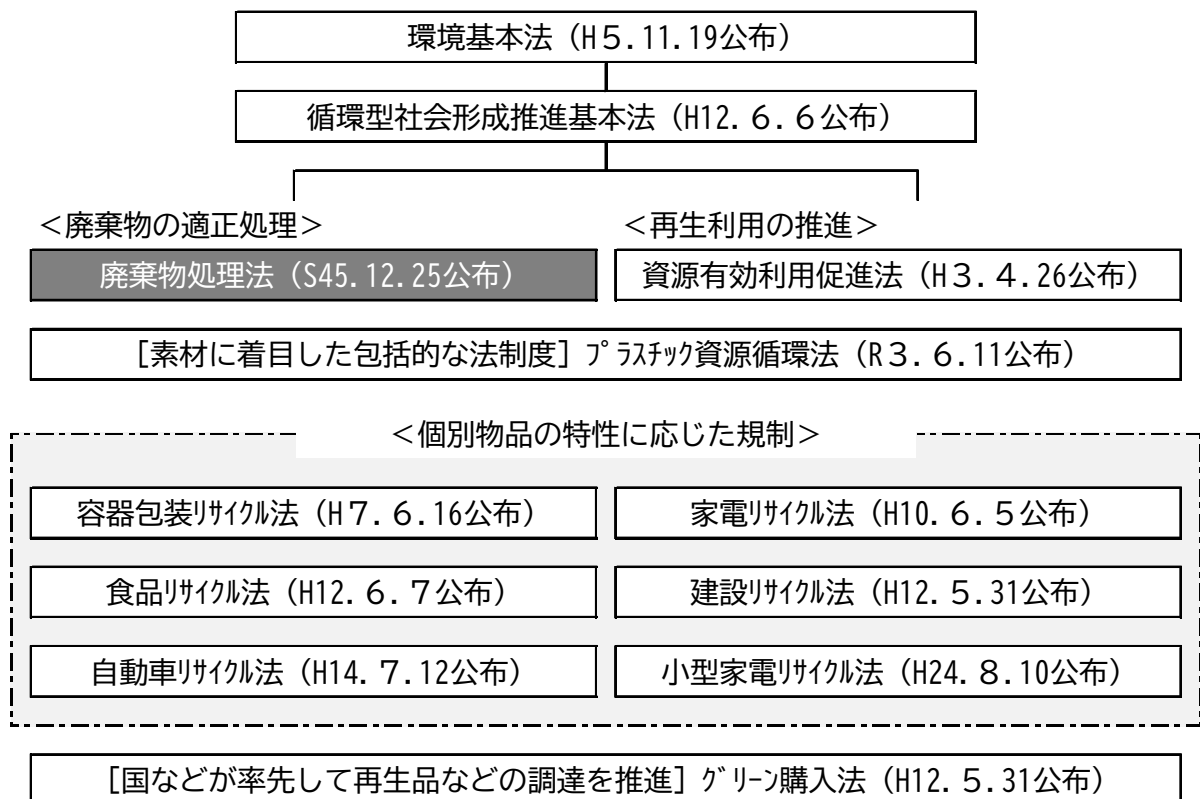 環境基本法（H５.11.19公布）
循環型社会形成推進基本法（H12.６.６公布）
＜廃棄物の適正処理＞
＜再生利用の推進＞
廃棄物処理法（S45.12.25公布）
資源有効利用促進法（H３.４.26公布）
［素材に着目した包括的な法制度］ﾌﾟﾗｽﾁｯｸ資源循環法（R３.６.11公布）
＜個別物品の特性に応じた規制＞
容器包装ﾘｻｲｸﾙ法（H７.６.16公布）
家電ﾘｻｲｸﾙ法（H10.６.５公布）
食品ﾘｻｲｸﾙ法（H12.６.７公布）
建設ﾘｻｲｸﾙ法（H12.５.31公布）
自動車ﾘｻｲｸﾙ法（H14.７.12公布）
小型家電ﾘｻｲｸﾙ法（H24.８.10公布）
［国などが率先して再生品などの調達を推進］ｸﾞﾘｰﾝ購入法（H12.５.31公布）